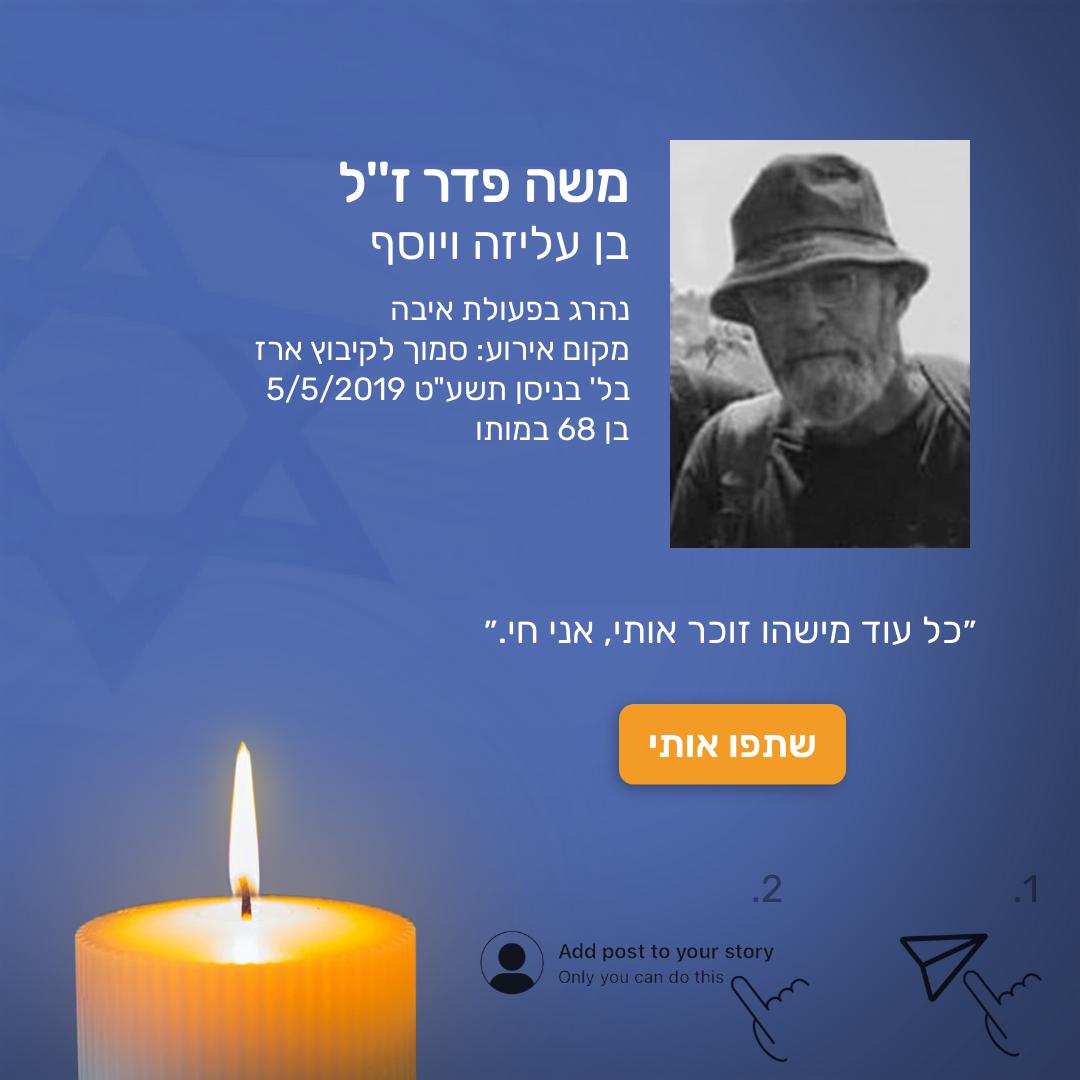 משה פדר ז"ל
בן עליזה ויוסף
נהרג בפעולת איבה
מקום אירוע: סמוך לקיבוץ ארז
בל' בניסן תשע"ט 5/5/2019
בן 68 במותו
״כל עוד מישהו זוכר אותי, אני חי.״
שתפו אותי
1.
2.
Add post to your story
Only you can do this